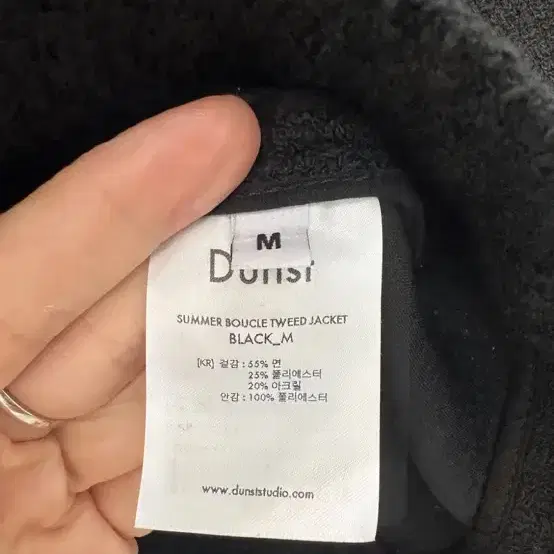 M
Dunst
SUMMER BOUCLE TWEED JACKET
BLACK_M
[KR] 겉감 : 55% 면
25% 폴리에스터
20% 아크릴
안감 : 100% 폴리에스터
www.dunststudio.com